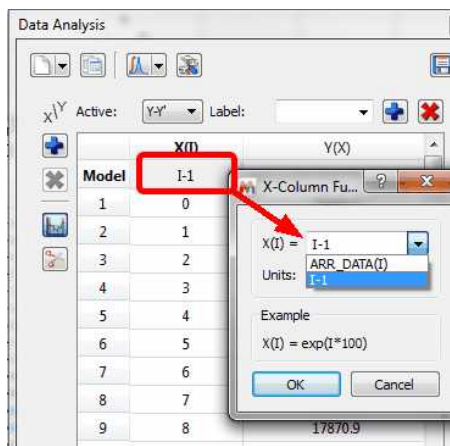 Data Analysis
Active: Y-Y' Label:
X(I) Y(X)
Model I-1
1 0
2 1
3 2
4 3
5 4
6 5
7 6
8 7
9 8 17870.9
X-Column Fu...
X(I) = I-1
ARR_DATA(I)
I-1
Units:
Example
X(I) = exp(I*100)
OK Cancel